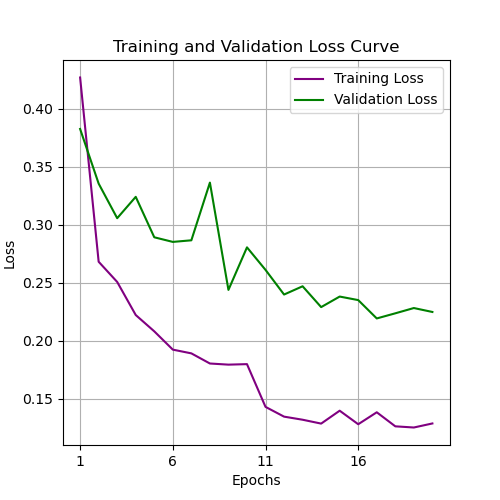 Training and Validation Loss Curve
Training Loss
Validation Loss
0.40
0.35
0.30
0.25
0.20
0.15
Loss
1 6 11 16
Epochs